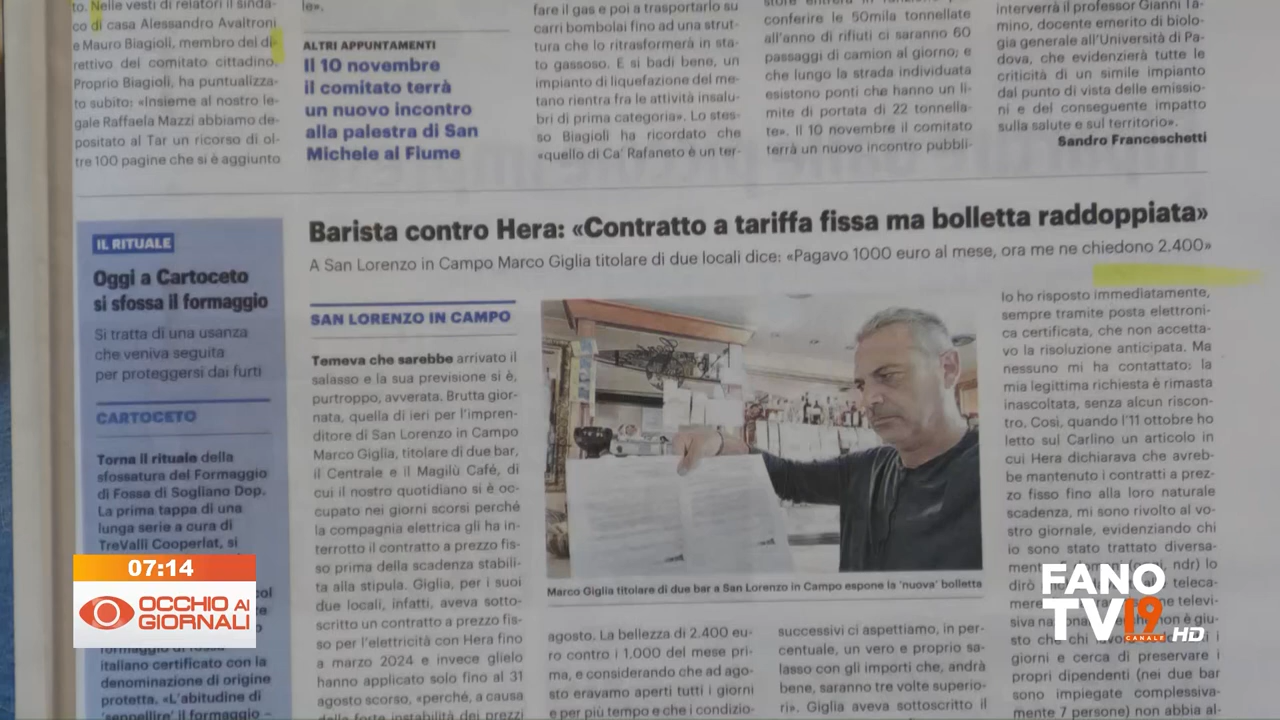 to. Nelle vesti di relatori il sinda-
co di casa Alessandro Avaltroni
e Mauro Biagioli, membro del di-
rettivo del comitato cittadino.
Proprio Biagioli, ha puntualizza-
to subito: «Insieme al nostro le-
gale Raffaela Mazzi abbiamo de-
positato al Tar un ricorso di ol-
tre 100 pagine che si è aggiunto
le».
ALTRI APPUNTAMENTI
Il 10 novembre
il comitato terrà
un nuovo incontro
alla palestra di San
Michele al Fiume
fare il gas e poi a trasportarlo su
carri bombolai fino ad una strut-
tura che lo ritrasformerà in sta-
to gassoso. E si badi bene, un
impianto di liquefazione del me-
tano rientra fra le attività insalu-
bri di prima categoria». Lo stes-
so Biagioli ha ricordato che
«quello di Ca' Rafaneto è un ter-
conferire le 50mila tonnellate
all'anno di rifiuti ci saranno 60
passaggi di camion al giorno; e
che lungo la strada individuata
esistono ponti che hanno un li-
mite di portata di 22 tonnella-
te». Il 10 novembre il comitato
terrà un nuovo incontro pubbli-
interverrà il professor Gianni Ta-
mino, docente emerito di biolo-
gia generale all'Università di Pa-
dova, che evidenzierà tutte le
criticità di un simile impianto
dal punto di vista delle emissio-
ni e del conseguente impatto
sulla salute e sul territorio».
Sandro Franceschetti
IL RITUALE
Oggi a Cartoceto
si sfossa il formaggio
Si tratta di una usanza
che veniva seguita
per proteggersi dai furti
CARTOCETO
Torna il rituale della
sfossatura del Formaggio
di Fossa di Sogliano Dop.
La prima tappa di una
lunga serie a cura di
TreValli Cooperlat, si
formaggio di fossa
italiano certificato con la
denominazione di origine
protetta. «L'abitudine di
'seppellire' il formaggio –
Barista contro Hera: «Contratto a tariffa fissa ma bolletta raddoppiata»
A San Lorenzo in Campo Marco Giglia titolare di due locali dice: «Pagavo 1000 euro al mese, ora me ne chiedono 2.400»
SAN LORENZO IN CAMPO
Temeva che sarebbe arrivato il
salasso e la sua previsione si è,
purtroppo, avverata. Brutta gior-
nata, quella di ieri per l'impren-
ditore di San Lorenzo in Campo
Marco Giglia, titolare di due bar,
il Centrale e il Magilù Café, di
cui il nostro quotidiano si è oc-
cupato nei giorni scorsi perché
la compagnia elettrica gli ha in-
terrotto il contratto a prezzo fis-
so prima della scadenza stabili-
ta alla stipula. Giglia, per i suoi
due locali, infatti, aveva sotto-
scritto un contratto a prezzo fis-
so per l'elettricità con Hera fino
a marzo 2024 e invece glielo
hanno applicato solo fino al 31
agosto scorso, «perché, a causa
della forte instabilità dei prezzi
Marco Giglia titolare di due bar a San Lorenzo in Campo espone la 'nuova' bolletta
agosto. La bellezza di 2.400 eu-
ro contro i 1.000 del mese pri-
ma, e considerando che ad ago-
sto eravamo aperti tutti i giorni
e per più tempo e che i condizio-
successivi ci aspettiamo, in per-
centuale, un vero e proprio sa-
lasso con gli importi che, andrà
bene, saranno tre volte superio-
ri». Giglia aveva sottoscritto il
Io ho risposto immediatamente,
sempre tramite posta elettroni-
ca certificata, che non accetta-
vo la risoluzione anticipata. Ma
nessuno mi ha contattato: la
mia legittima richiesta è rimasta
inascoltata, senza alcun riscon-
tro. Così, quando l'11 ottobre ho
letto sul Carlino un articolo in
cui Hera dichiarava che avreb-
be mantenuto i contratti a prez-
zo fisso fino alla loro naturale
scadenza, mi sono rivolto al vo-
stro giornale, evidenziando chi
io sono stato trattato diversa-
ndr) lo
dirò
giorni e cerca di preservare i
propri dipendenti (nei due bar
sono impiegate complessiva-
mente 7 persone) non abbia al-
07:14
OCCHIO AI
GIORNALI
FANO
TV19
CANALE
HD